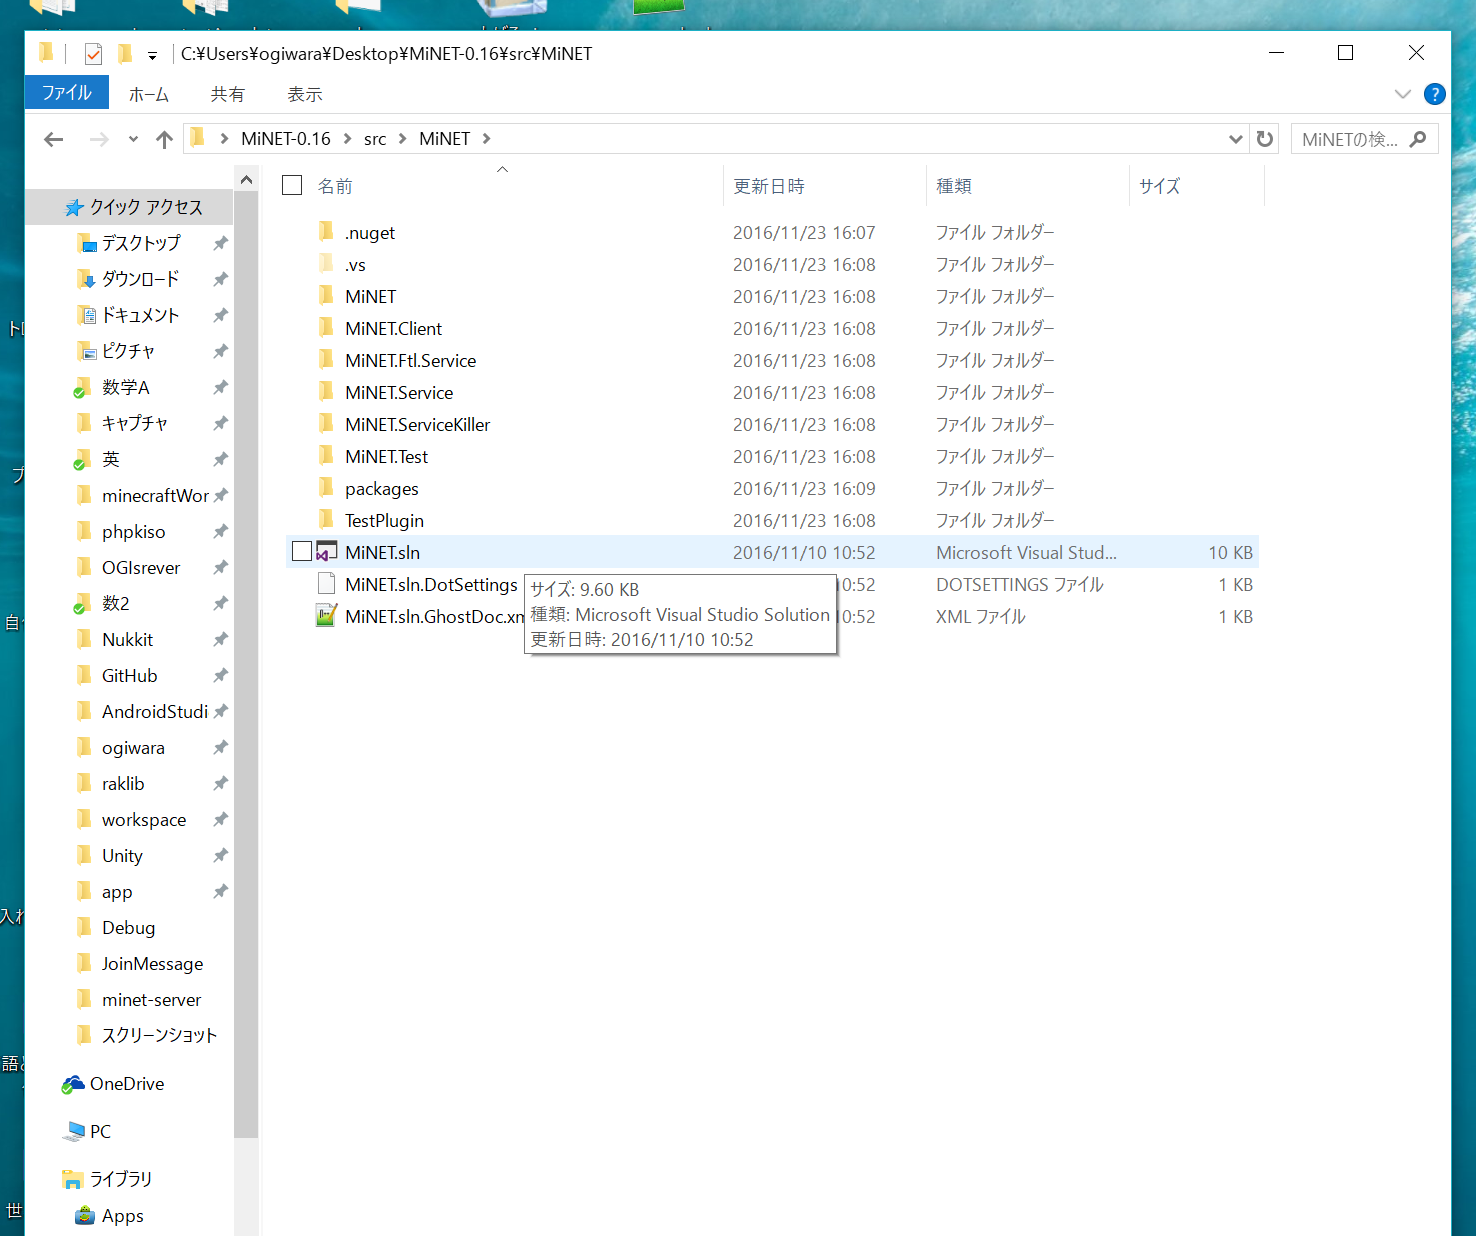 C:¥Users¥ogiwara¥Desktop¥MiNET-0.16¥src¥MiNET
ファイル ホーム 共有 表示
MiNET-0.16 src MiNET MiNETの検...
クイック アクセス
デスクトップ
ダウンロード
ドキュメント
ピクチャ
数学A
キャプチャ
英
minecraftWor
phpkiso
OGIsrever
数2
Nukkit
GitHub
AndroidStudi
ogiwara
raklib
workspace
Unity
app
Debug
JoinMessage
minet-server
スクリーンショット
OneDrive
PC
ライブラリ
Apps
名前 更新日時 種類 サイズ
.nuget 2016/11/23 16:07 ファイル フォルダー
.vs 2016/11/23 16:08 ファイル フォルダー
MiNET 2016/11/23 16:08 ファイル フォルダー
MiNET.Client 2016/11/23 16:08 ファイル フォルダー
MiNET.Ftl.Service 2016/11/23 16:08 ファイル フォルダー
MiNET.Service 2016/11/23 16:08 ファイル フォルダー
MiNET.ServiceKiller 2016/11/23 16:08 ファイル フォルダー
MiNET.Test 2016/11/23 16:08 ファイル フォルダー
packages 2016/11/23 16:09 ファイル フォルダー
TestPlugin 2016/11/23 16:08 ファイル フォルダー
MiNET.sln 2016/11/10 10:52 Microsoft Visual Stud... 10 KB
MiNET.sln.DotSettings 10:52 DOTSETTINGS ファイル 1 KB
MiNET.sln.GhostDoc.xm 10:52 XML ファイル 1 KB
サイズ: 9.60 KB
種類: Microsoft Visual Studio Solution
更新日時: 2016/11/10 10:52